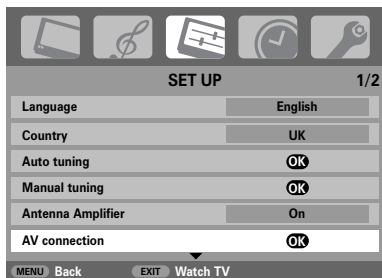 SET UP 1/2
Language English
Country UK
Auto tuning OK
Manual tuning OK
Antenna Amplifier On
AV connection OK
MENU Back EXIT Watch TV